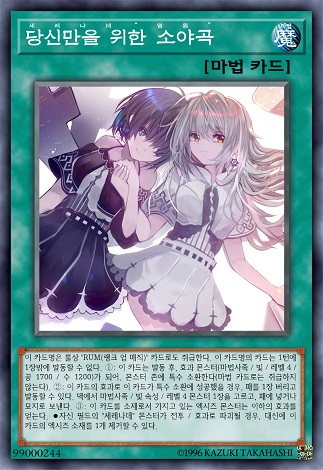 세레나데 "영원"
당신만을 위한 소야곡
마법
魔
[마법 카드]
이 카드명은 룰상 "RUM(랭크 업 매직)" 카드로도 취급한다. 이 카드명의 카드는 1턴에
1장밖에 발동할 수 없다. ①: 이 카드는 발동 후, 효과 몬스터(마법사족 / 빛 / 레벨 4 /
공 1700 / 수 1200)가 되어, 몬스터 존에 특수 소환한다(마법 카드로는 취급하지
않는다). ②: 이 카드의 효과로 이 카드가 특수 소환에 성공했을 경우, 패를 1장 버리고
발동할 수 있다. 덱에서 마법사족 / 빛 속성 / 레벨 4 몬스터 1장을 고르고, 패에 넣거나
묘지로 보낸다. ③: 이 카드를 소재로서 가지고 있는 엑시즈 몬스터는 이하의 효과를
얻는다. ●자신 필드의 "세레나데" 몬스터가 전투 / 효과로 파괴될 경우, 대신에 이
카드의 엑시즈 소재를 1개 제거할 수 있다.
99000244
©1996 KAZUKI TAKAHASHI